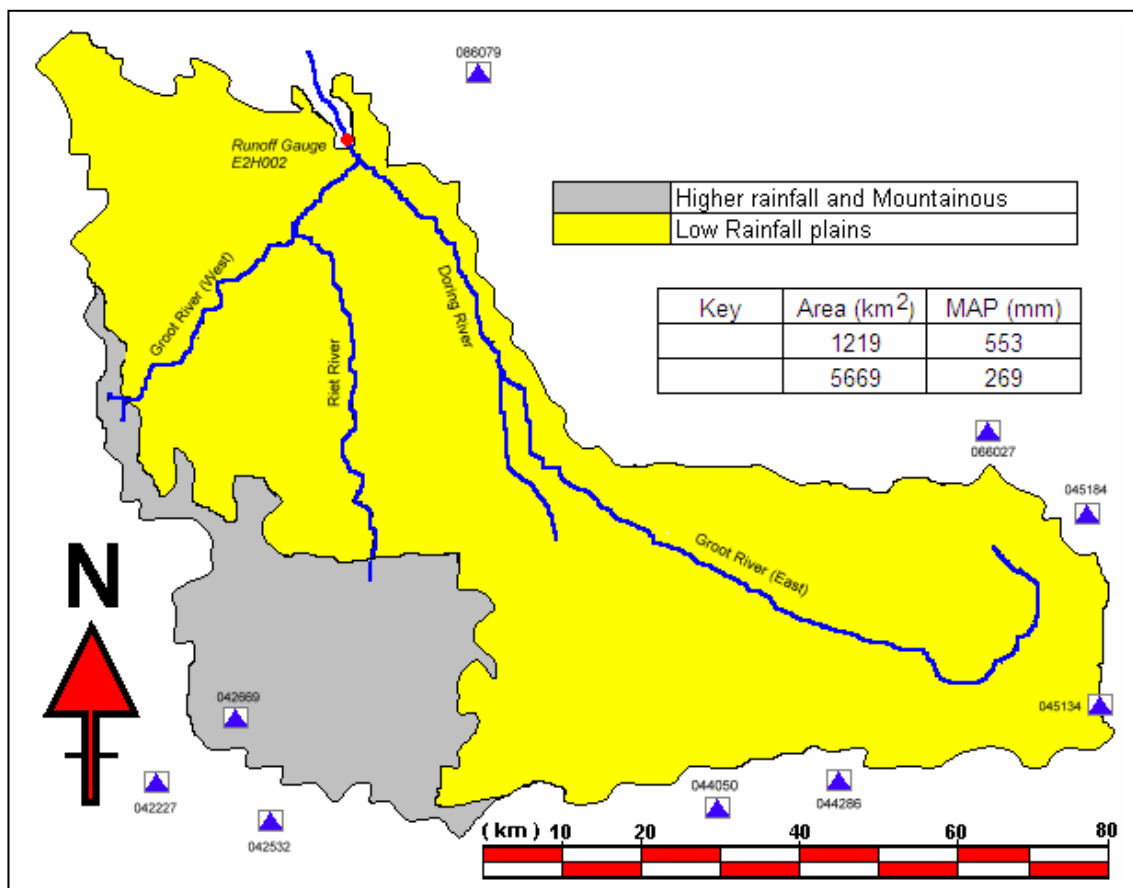 086079
Runoff Gauge
E2H002
Higher rainfall and Mountainous
Low Rainfall plains
Groot River (West)
Doring River
Riet River
Key Area (km²) MAP (mm)
1219 553
5669 269
066027
045184
Groot River (East)
N
042669
045134
042227
042532
044050
044286
(km) 10 20 40 60 80